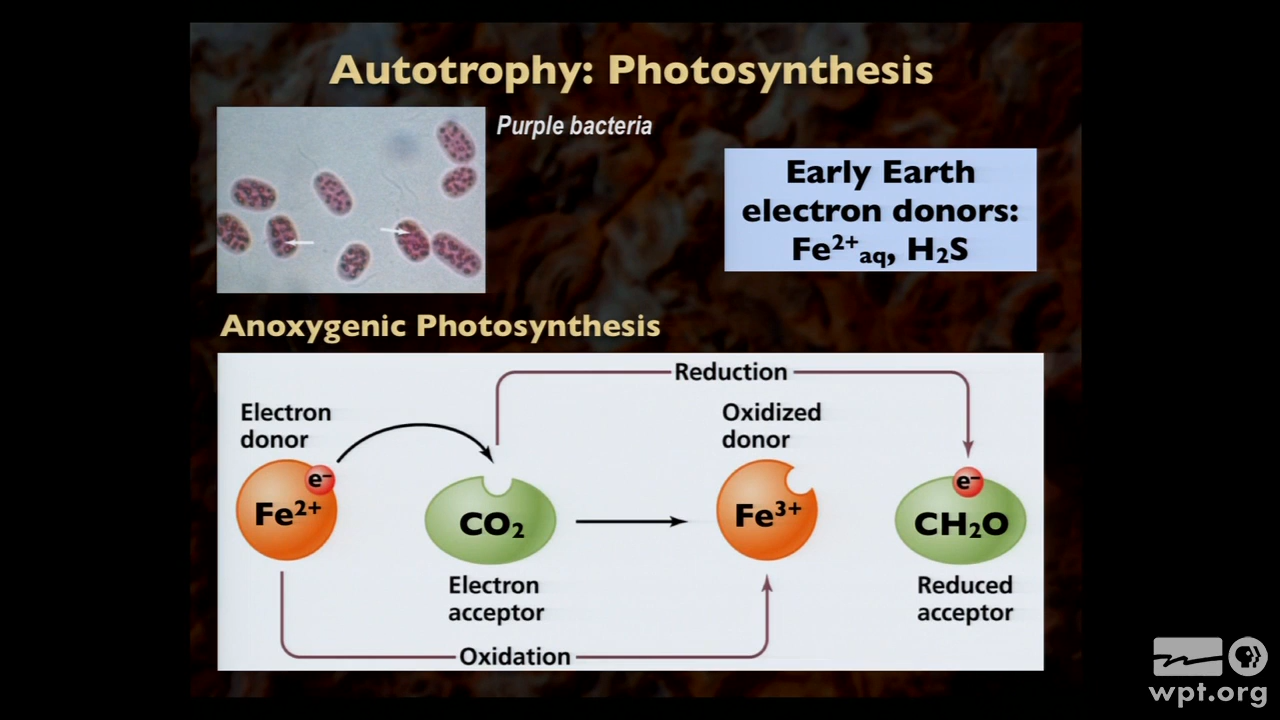 Autotrophy: Photosynthesis
Purple bacteria
Early Earth
electron donors:
Fe²⁺aq, H₂S
Anoxygenic Photosynthesis
Reduction
Electron
donor
Oxidized
donor
e⁻
e⁻
Fe²⁺
CO₂
Fe³⁺
CH₂O
Electron
acceptor
Reduced
acceptor
Oxidation
wpt.org